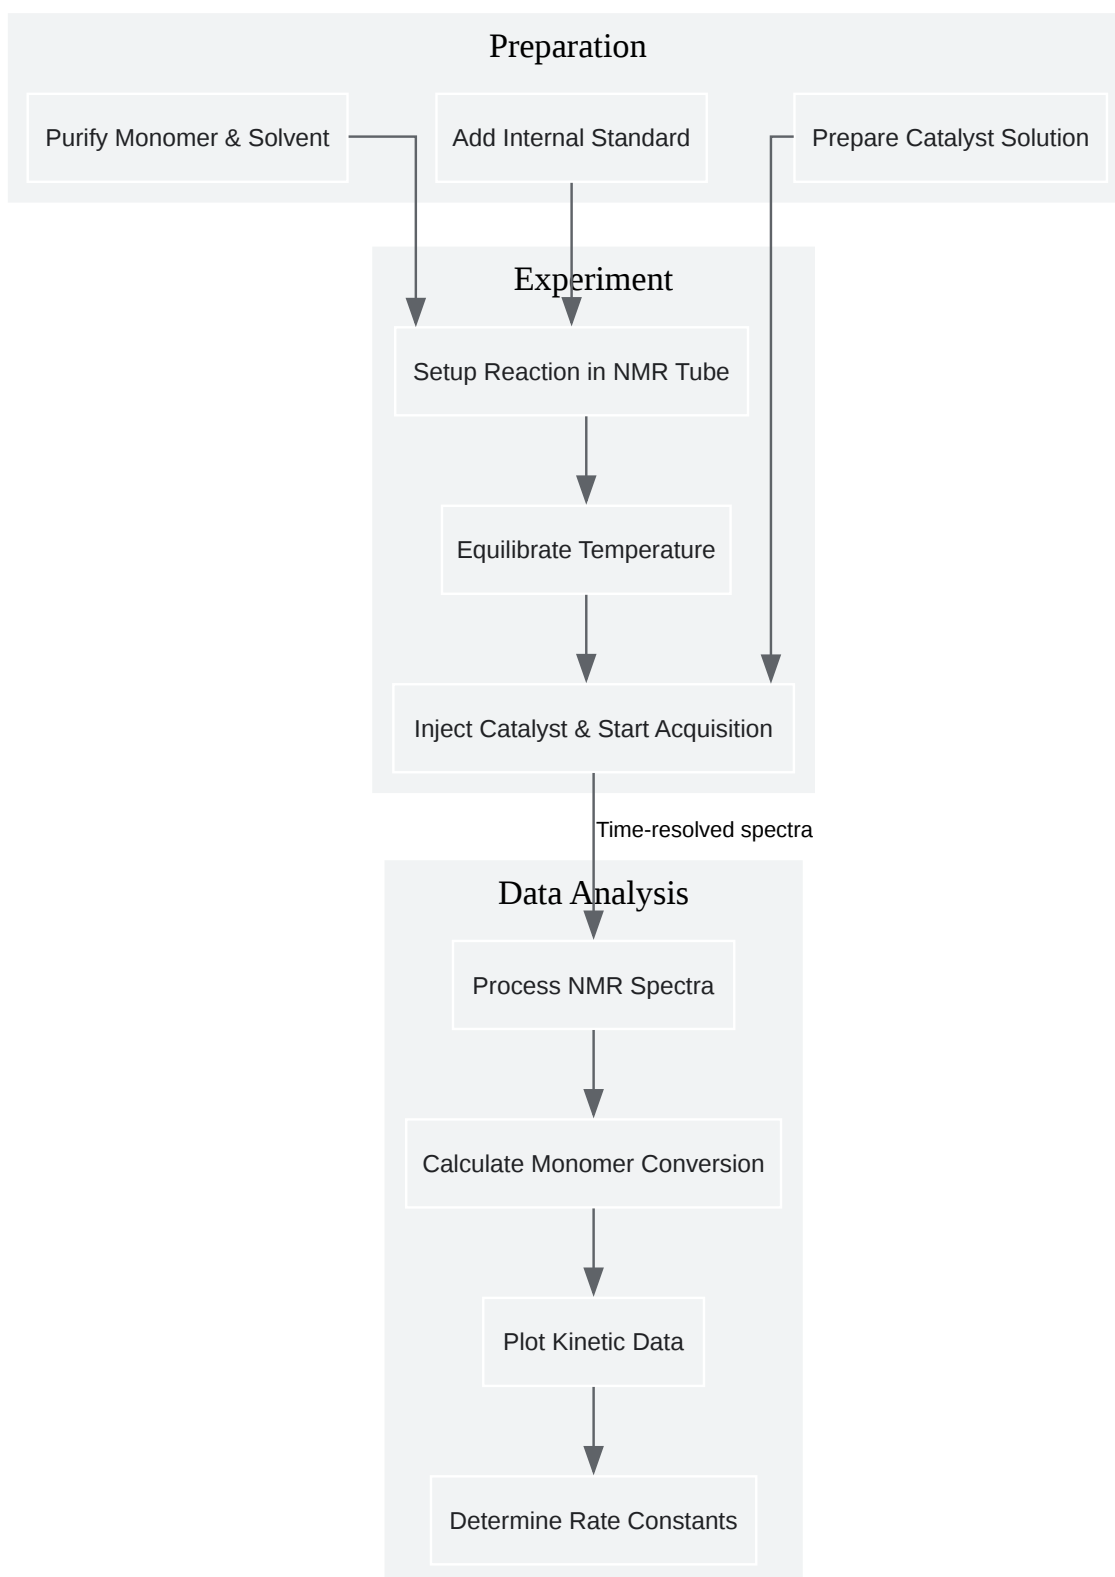 Preparation
Purify Monomer & Solvent
Add Internal Standard
Prepare Catalyst Solution
Experiment
Setup Reaction in NMR Tube
Equilibrate Temperature
Inject Catalyst & Start Acquisition
Time-resolved spectra
Data Analysis
Process NMR Spectra
Calculate Monomer Conversion
Plot Kinetic Data
Determine Rate Constants